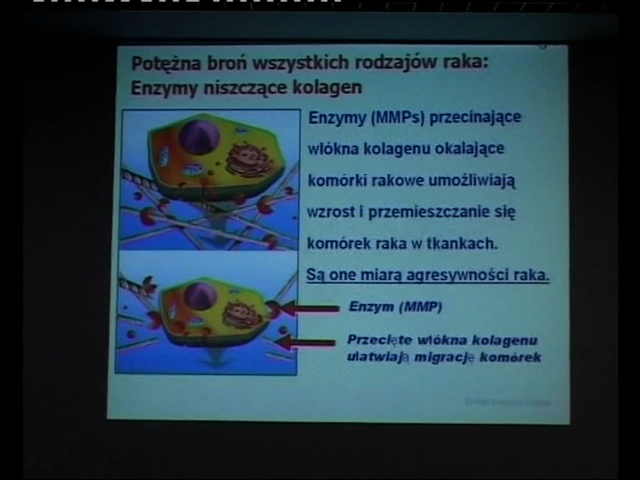 Potężna broń wszystkich rodzajów raka:
Enzymy niszczące kolagen
Enzymy (MMPs) przecinające
włókna kolagenu okalające
komórki rakowe umożliwiają
wzrost i przemieszczanie się
komórek raka w tkankach.
Są one miarą agresywności raka.
Enzym (MMP)
Przecięte włókna kolagenu
ułatwiają migrację komórek